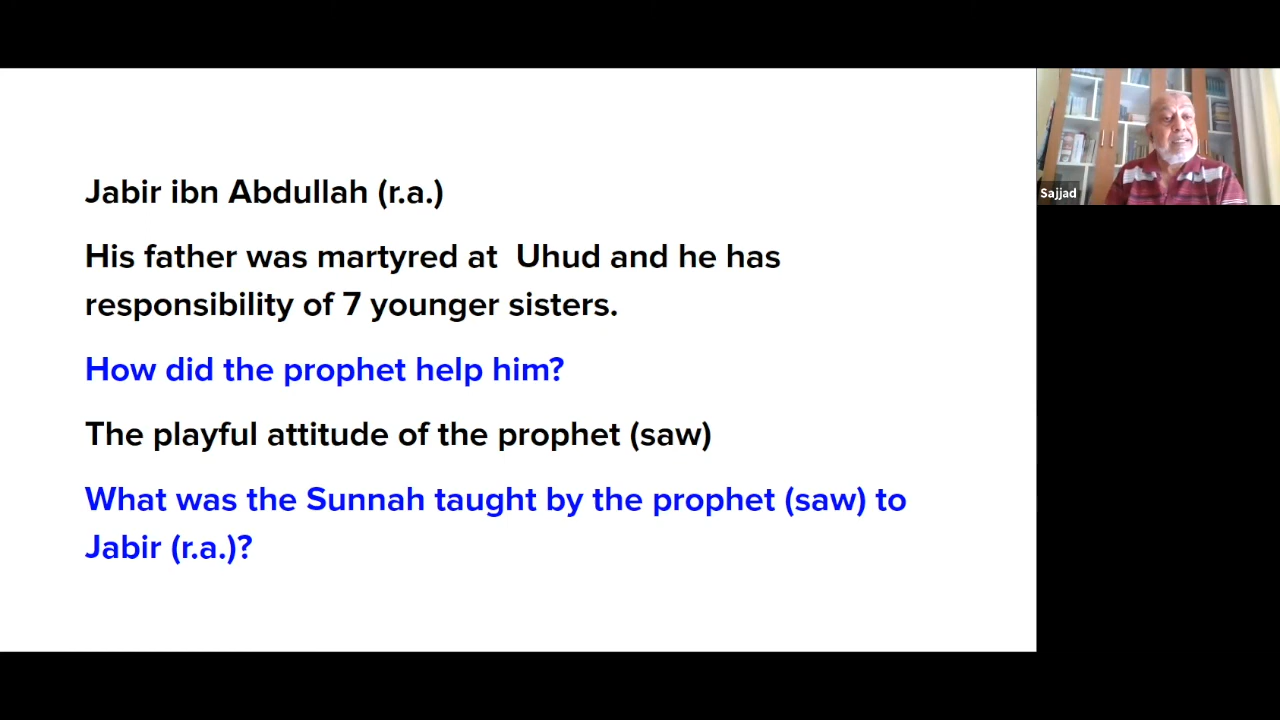 Jabir ibn Abdullah (r.a.)
His father was martyred at  Uhud and he has
responsibility of 7 younger sisters.
How did the prophet help him?
The playful attitude of the prophet (saw)
What was the Sunnah taught by the prophet (saw) to
Jabir (r.a.)?
Sajjad